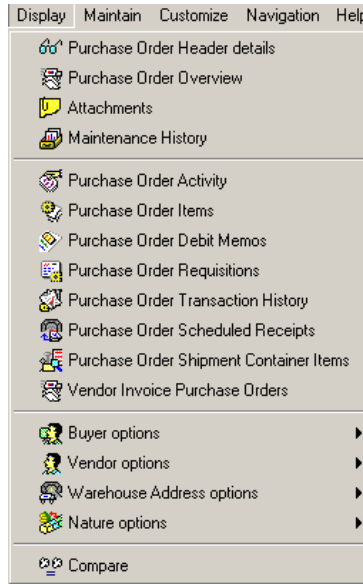 Display Maintain Customize Navigation Help
Purchase Order Header details
Purchase Order Overview
Attachments
Maintenance History
Purchase Order Activity
Purchase Order Items
Purchase Order Debit Memos
Purchase Order Requisitions
Purchase Order Transaction History
Purchase Order Scheduled Receipts
Purchase Order Shipment Container Items
Vendor Invoice Purchase Orders
Buyer options
Vendor options
Warehouse Address options
Nature options
Compare